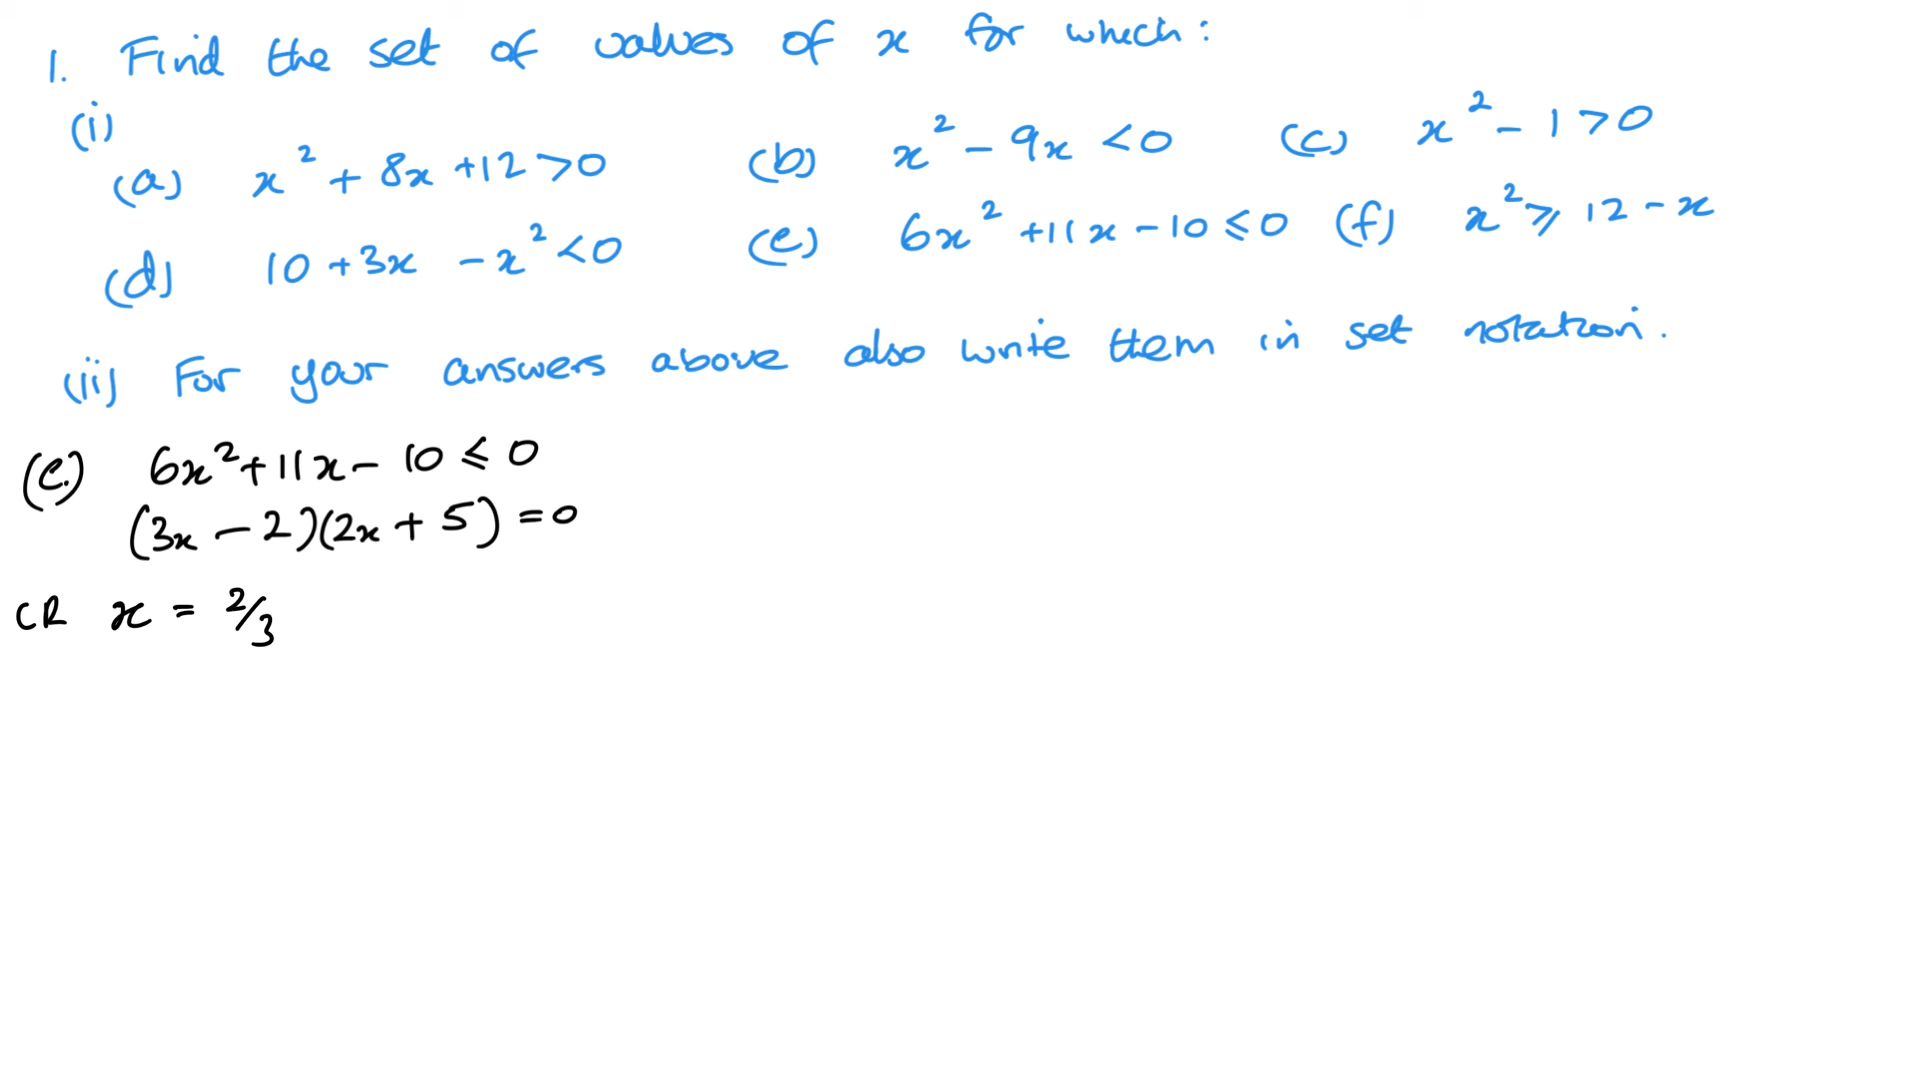 1. Find the set of values of x for which:
(i)
(a) x² + 8x +12 >0 (b) x² - 9x <0 (c) x² - 1 >0
(d) 10 +3x - x² <0 (e) 6x² +11x - 10 ⩽0 (f) x² ⩾ 12 - x
(ii) For your answers above also write them in set notation.
(e.) 6x² + 11x - 10 ⩽ 0
(3x - 2)(2x + 5) = 0
CR x = 2/3